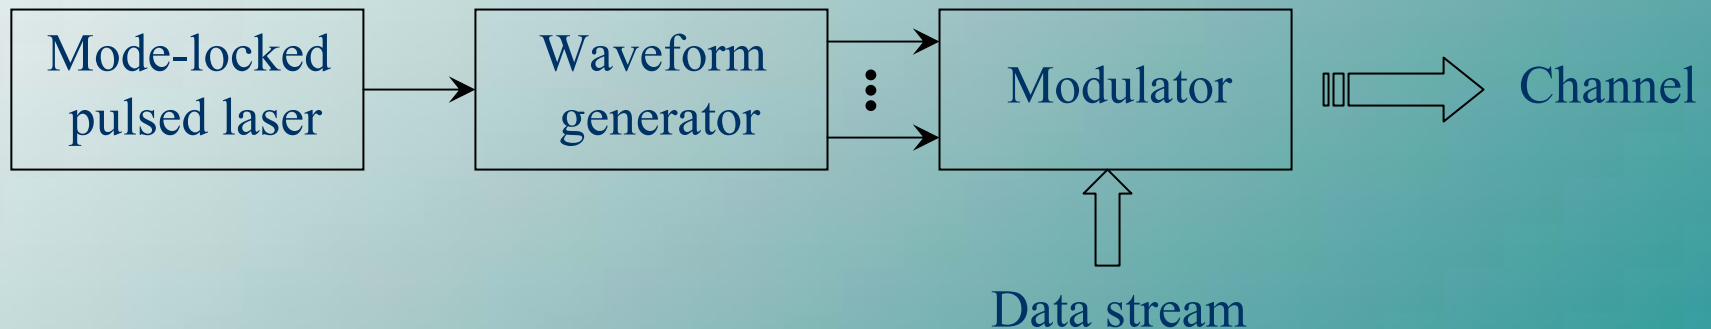 Mode-locked
pulsed laser
Waveform
generator
Modulator
Channel
Data stream